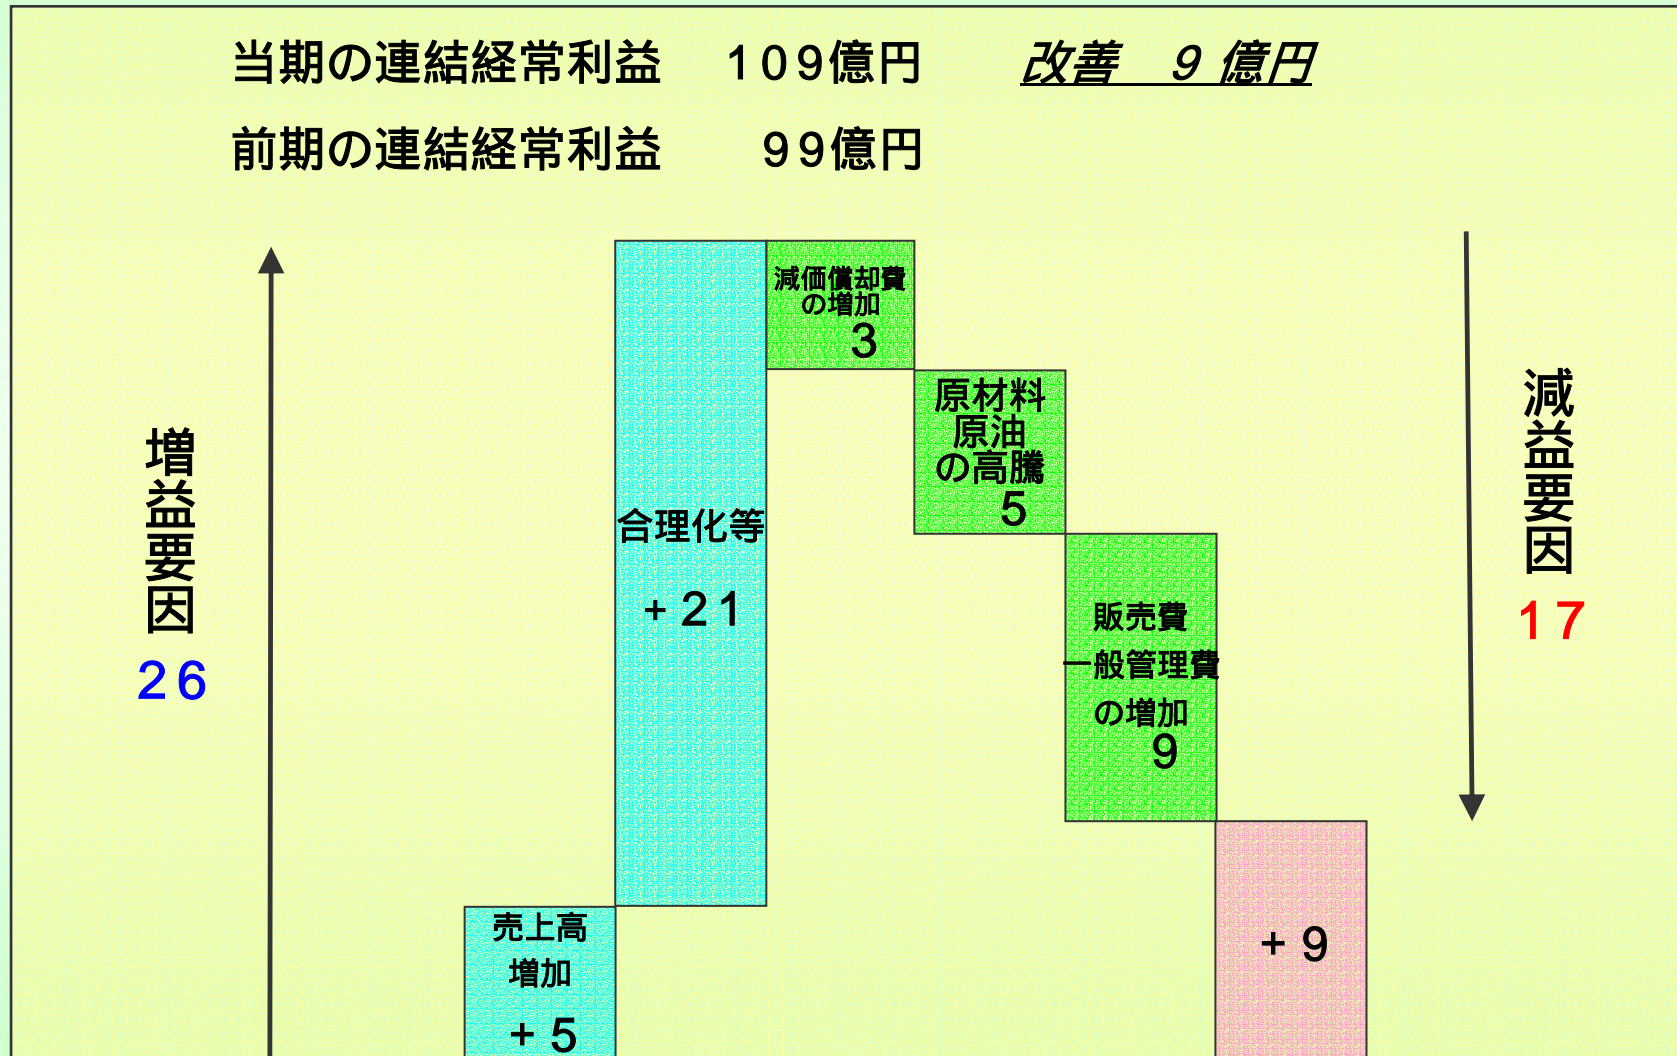 当期の連結経常利益　１０９億円　　改善　９億円
前期の連結経常利益　　９９億円
減価償却費
の増加
３
原材料
原油
の高騰
５
増益要因
２６
合理化等
＋２１
減益要因
１７
販売費
一般管理費
の増加
９
売上高
増加
＋５
＋９